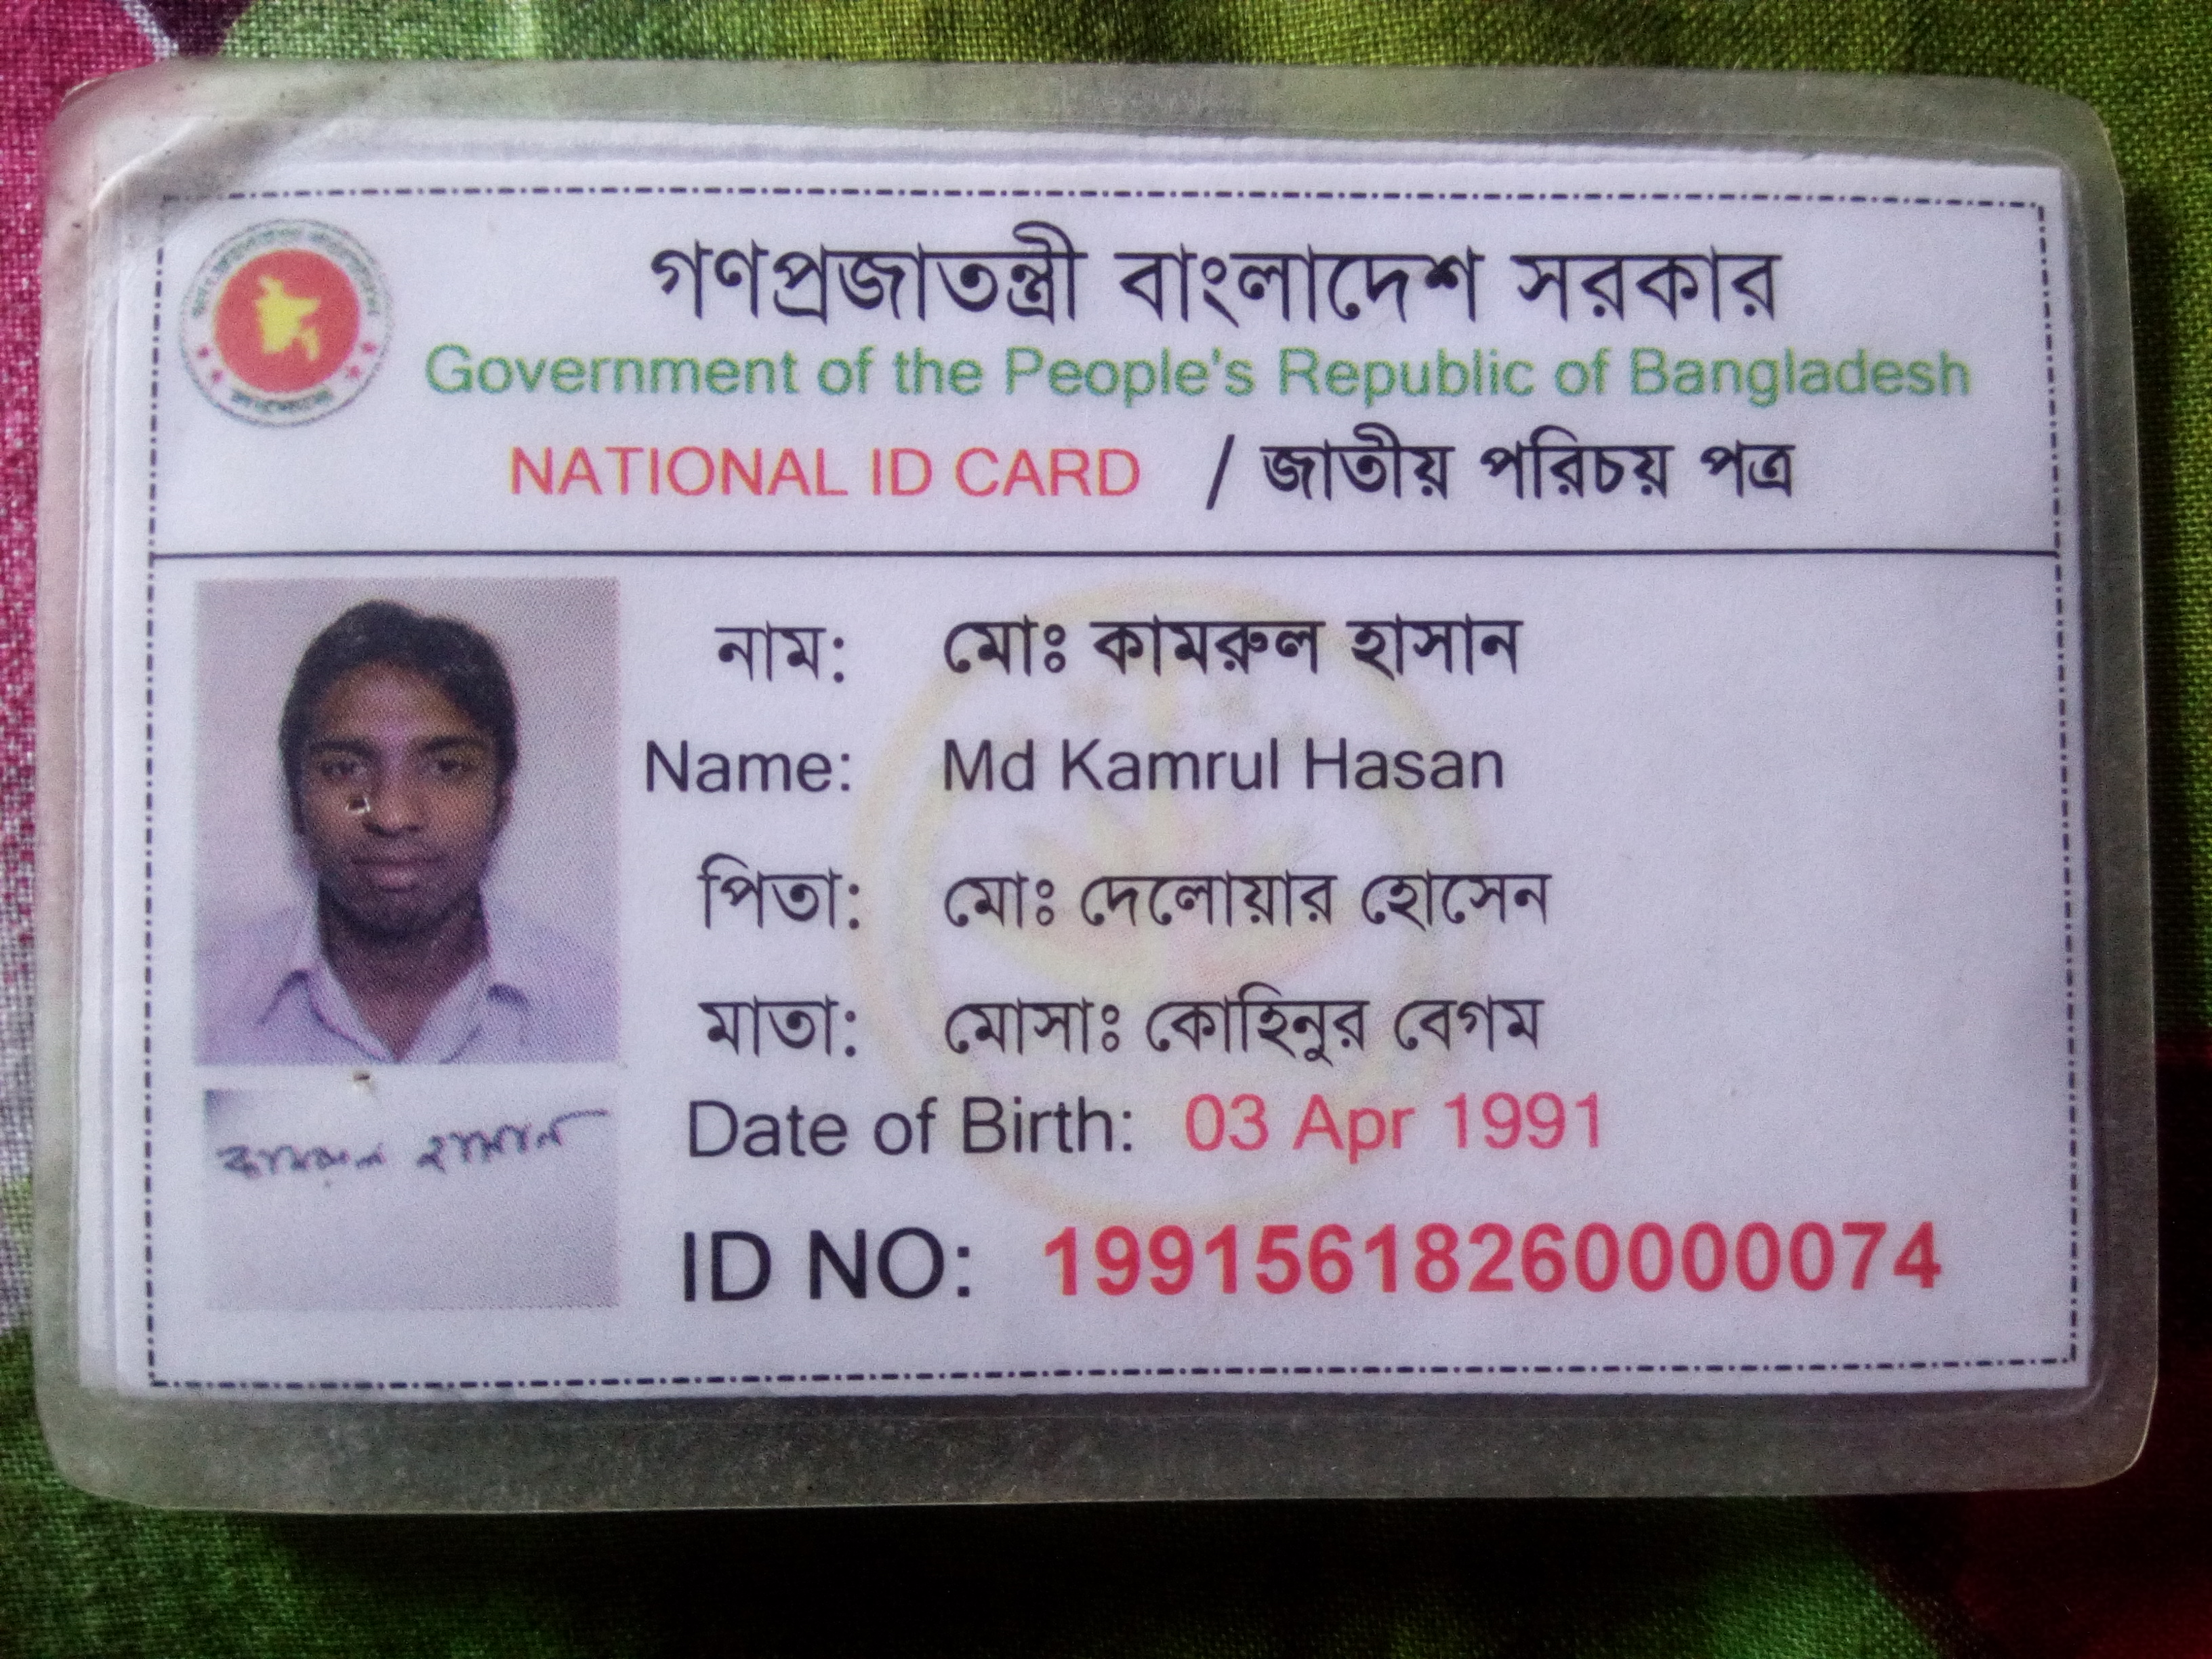 গণপ্রজাতন্ত্রী বাংলাদেশ সরকার
Government of the People's Republic of Bangladesh
NATIONAL ID CARD / জাতীয় পরিচয় পত্র
নাম: মোঃ কামরুল হাসান
Name: Md Kamrul Hasan
পিতা: মোঃ দেলোয়ার হোসেন
মাতা: মোসাঃ কোহিনুর বেগম
Date of Birth: 03 Apr 1991
কামরুল হাসান
ID NO: 19915618260000074